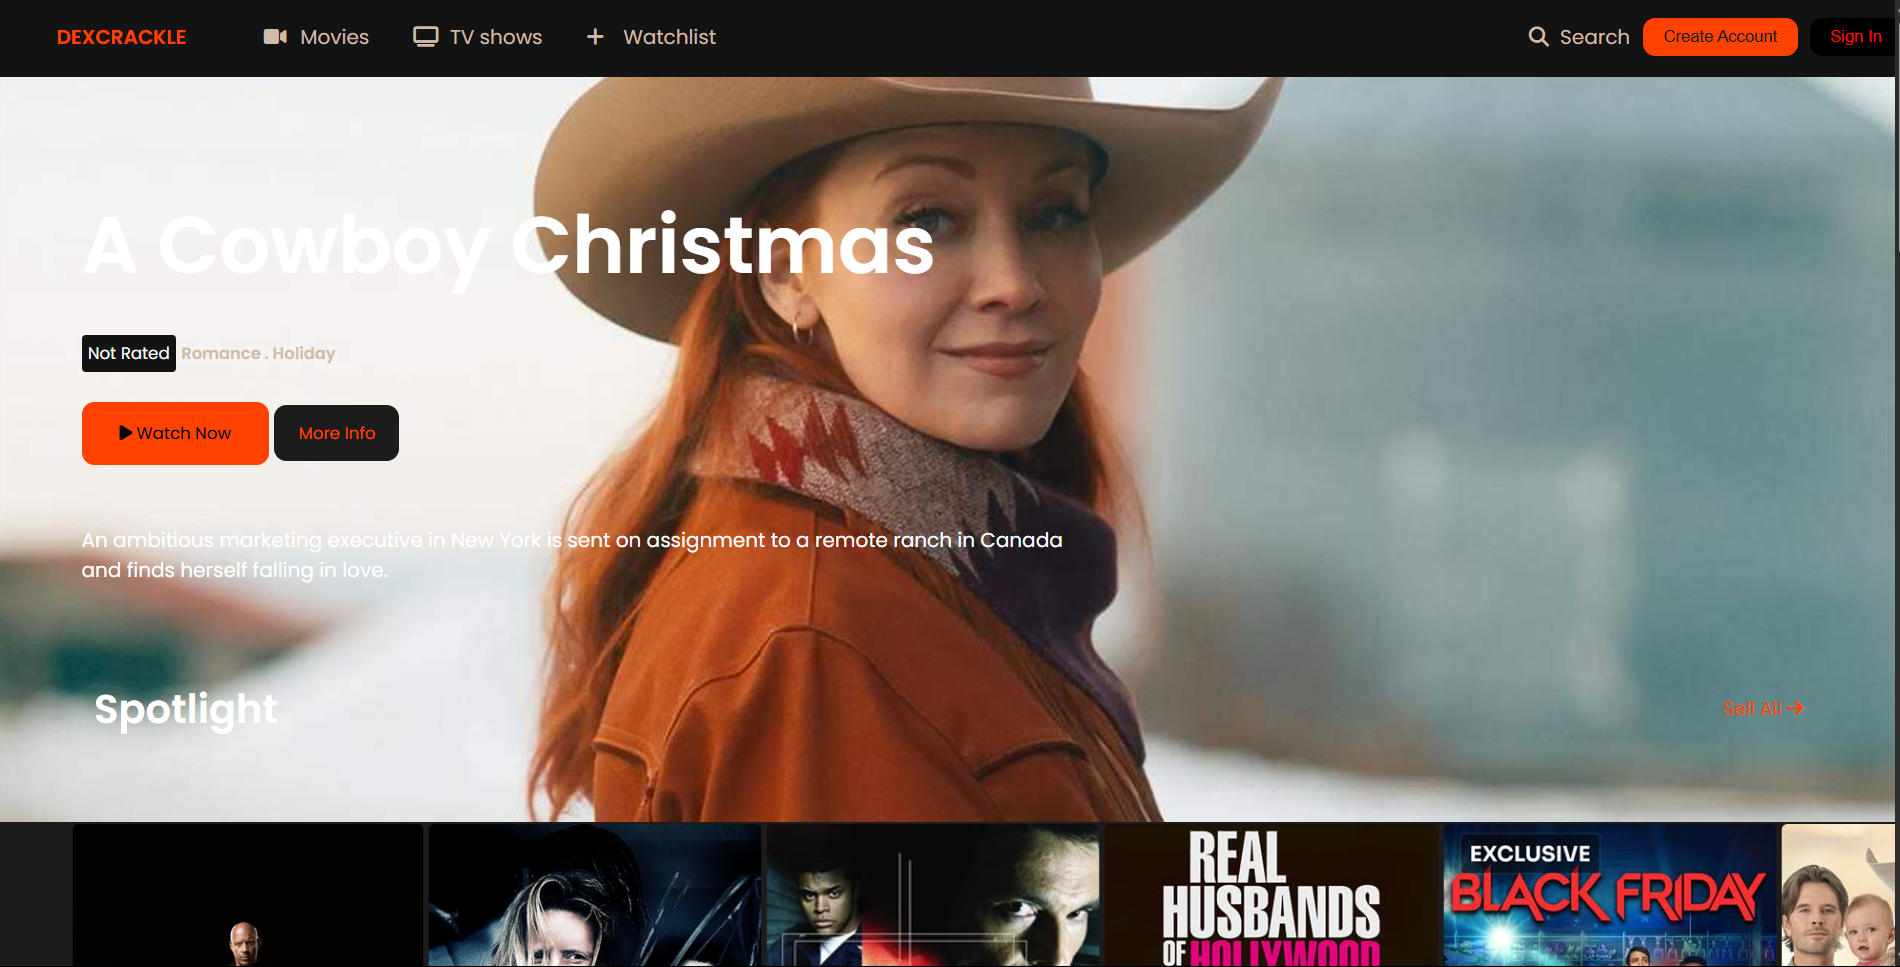 DEXCRACKLE Movies TV shows Watchlist Search Create Account Sign In
A Cowboy Christmas
Not Rated Romance . Holiday
Watch Now More Info
An ambitious marketing executive in New York is sent on assignment to a remote ranch in Canada
and finds herself falling in love.
Spotlight Sell All
REAL
HUSBANDS
OF HOLLYWOOD
EXCLUSIVE
BLACK FRIDAY